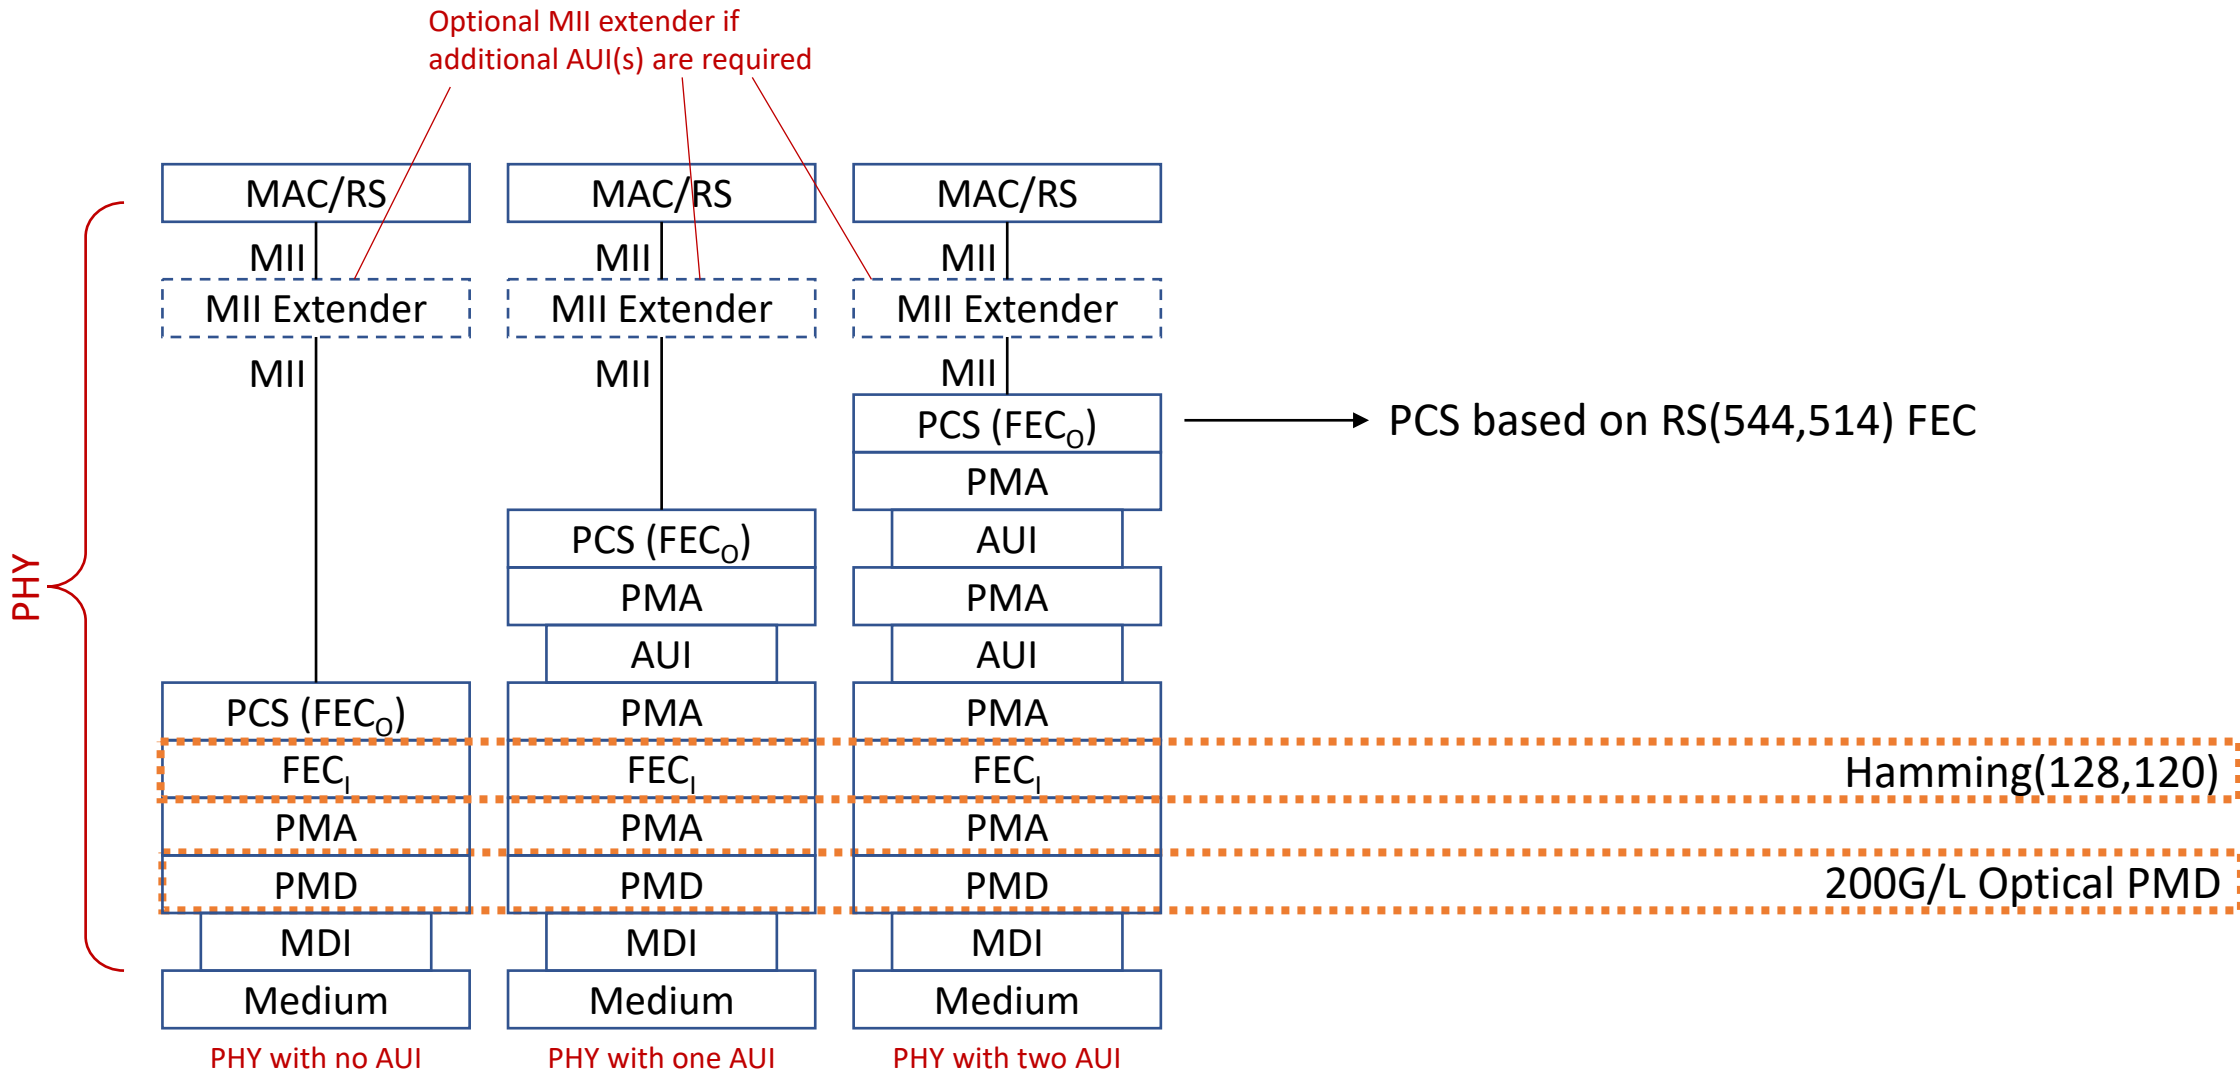 Optional MII extender if
additional AUI(s) are required
MAC/RS
MAC/RS
MAC/RS
MII
MII
MII
MII Extender
MII Extender
MII Extender
MII
MII
MII
PCS (FECO)
PCS based on RS(544,514) FEC
PMA
PCS (FECO)
AUI
PHY
PMA
PMA
AUI
AUI
PCS (FECO)
PMA
PMA
FECI
FECI
FECI
Hamming(128,120)
PMA
PMA
PMA
PMD
PMD
PMD
200G/L Optical PMD
MDI
MDI
MDI
Medium
Medium
Medium
PHY with no AUI
PHY with one AUI
PHY with two AUI